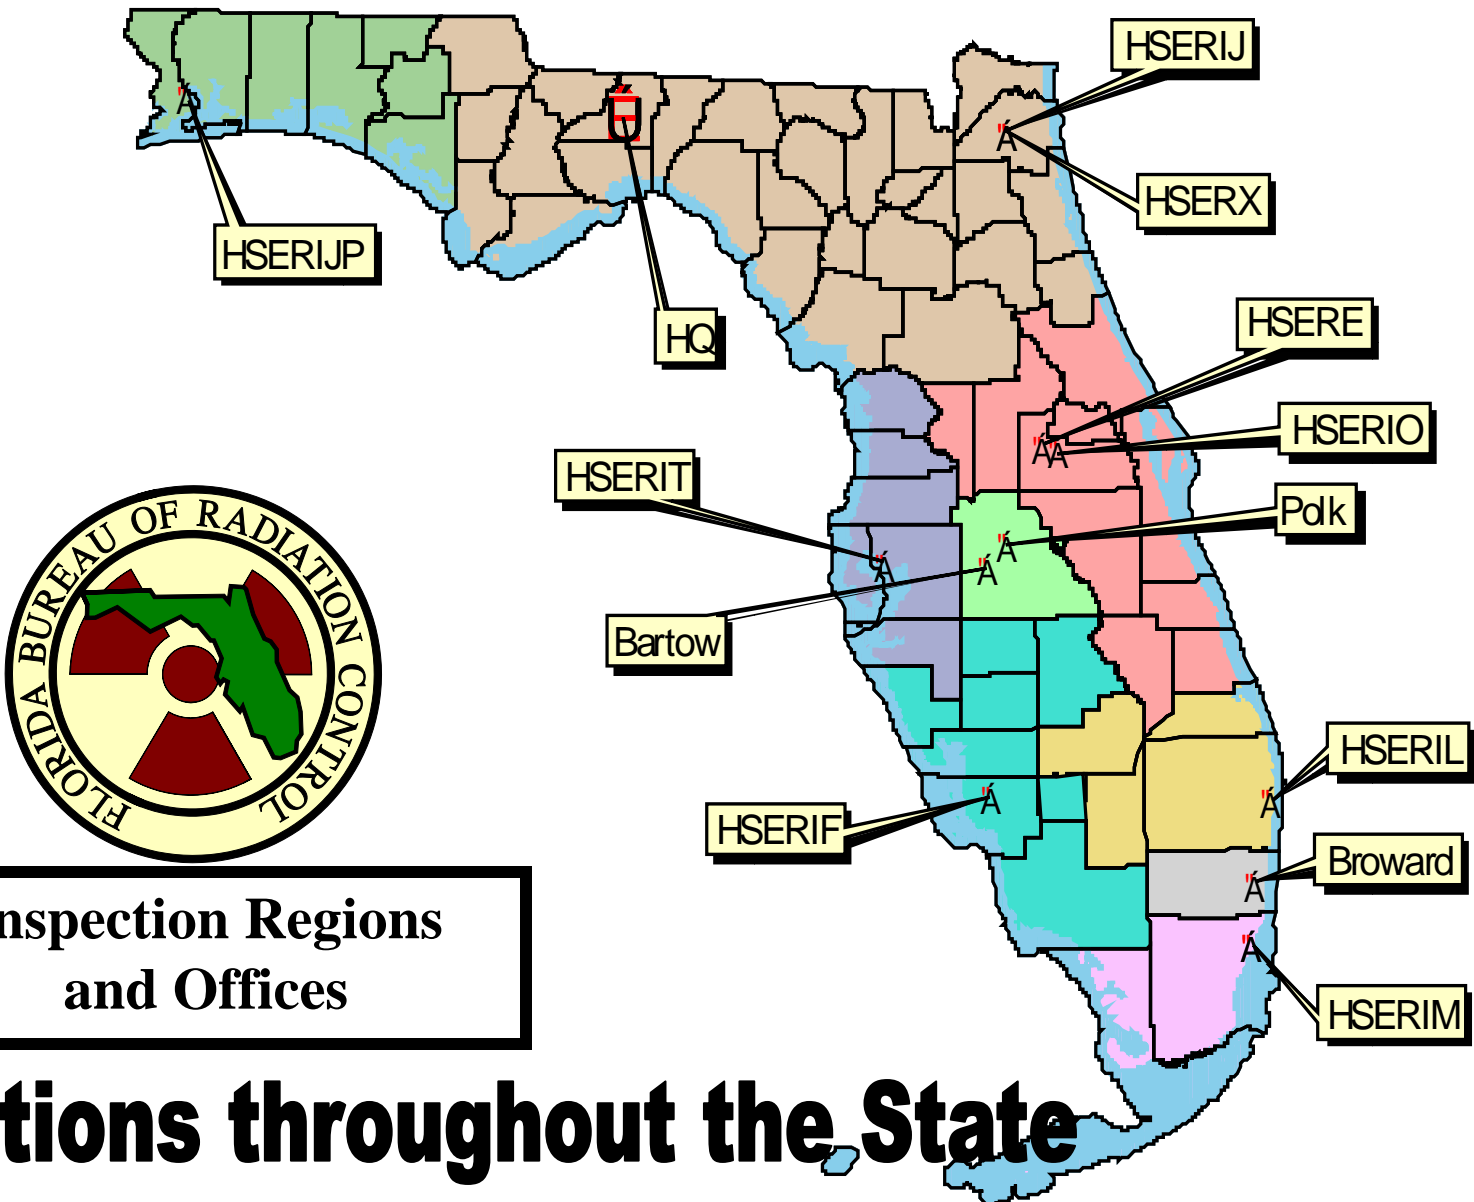 HSERIJ
HSERX
HSERIJP
HQ
HSERE
HSERIO
HSERIT
Polk
Bartow
FLORIDA BUREAU OF RADIATION CONTROL
HSERIL
HSERIF
Broward
nspection Regions
and Offices
HSERIM
tions throughout the State